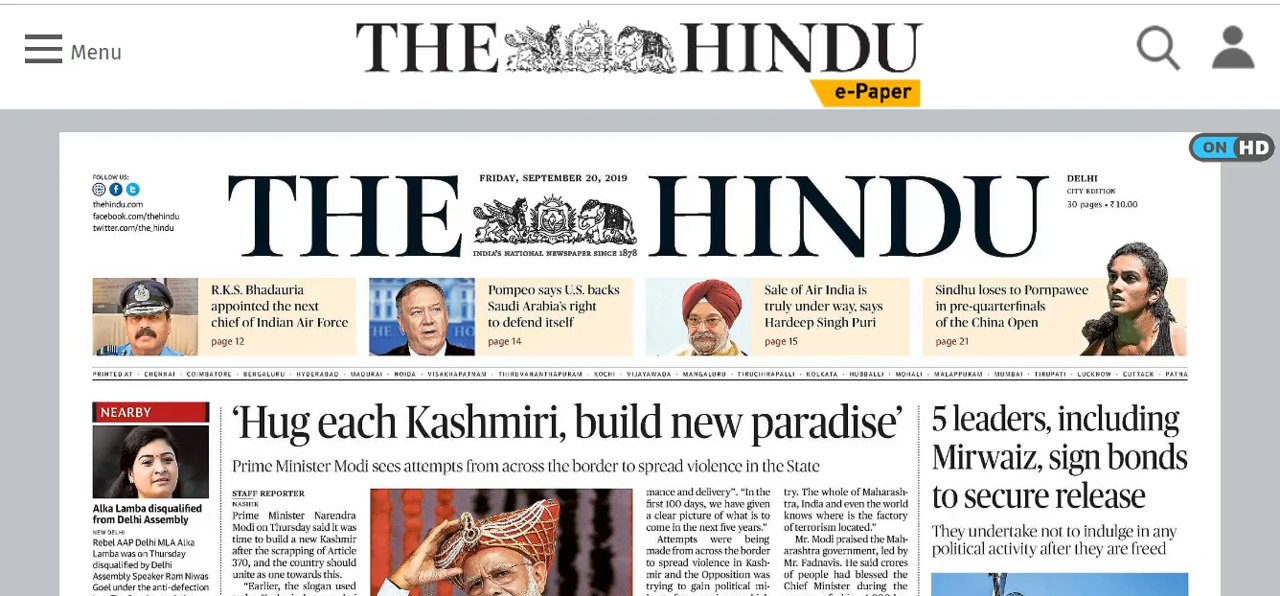 Menu
THE HINDU
e-Paper
ON HD
FOLLOW US:
thehindu.com
facebook.com/thehindu
twitter.com/the_hindu
FRIDAY, SEPTEMBER 20, 2019
THE HINDU
INDIA'S NATIONAL NEWSPAPER SINCE 1878
DELHI
CITY EDITION
30 pages • ₹10.00
R.K.S. Bhadauria
appointed the next
chief of Indian Air Force
page 12
THE HO
Pompeo says U.S. backs
Saudi Arabia's right
to defend itself
page 14
Sale of Air India is
truly under way, says
Hardeep Singh Puri
page 15
Sindhu loses to Pornpawee
in pre-quarterfinals
of the China Open
page 21
PRINTED AT · CHENNAI · COIMBATORE · BENGALURU · HYDERABAD · MADURAI · NOIDA · VISAKHAPATNAM · THIRUVANANTHAPURAM · KOCHI · VIJAYAWADA · MANGALURU · TIRUCHIRAPALLI · KOLKATA · HUBBALLI · MOHALI · MALAPPURAM · MUMBAI · TIRUPATI · LUCKNOW · CUTTACK · PATNA
NEARBY
Alka Lamba disqualified
from Delhi Assembly
NEW DELHI
Rebel AAP Delhi MLA Alka
Lamba was on Thursday
disqualified by Delhi
Assembly Speaker Ram Niwas
Goel under the anti-defection
‘Hug each Kashmiri, build new paradise’
Prime Minister Modi sees attempts from across the border to spread violence in the State
STAFF REPORTER
NASHIK
Prime Minister Narendra
Modi on Thursday said it was
time to build a new Kashmir
after the scrapping of Article
370, and the country should
unite as one towards this.
“Earlier, the slogan used
mance and delivery”. “In the
first 100 days, we have given
a clear picture of what is to
come in the next five years.”
Attempts were being
made from across the border
to spread violence in Kash-
mir and the Opposition was
trying to gain political mi-
try. The whole of Maharash-
tra, India and even the world
knows where is the factory
of terrorism located.”
Mr. Modi praised the Mah-
arashtra government, led by
Mr. Fadnavis. He said crores
of people had blessed the
Chief Minister during the
5 leaders, including
Mirwaiz, sign bonds
to secure release
They undertake not to indulge in any
political activity after they are freed